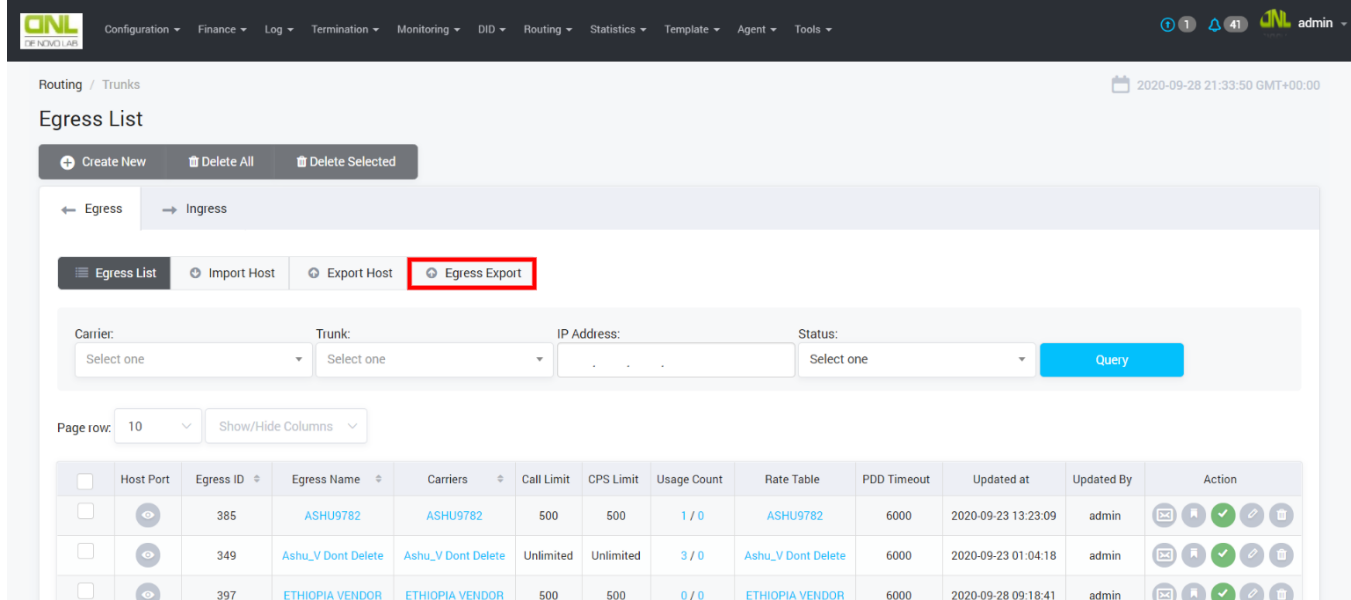 DNL
DE NOVO LAB
Configuration Finance Log Termination Monitoring DID Routing Statistics Template Agent Tools 1 41 DNL admin
Routing / Trunks 2020-09-28 21:33:50 GMT+00:00
Egress List
Create New Delete All Delete Selected
Egress Ingress
Egress List Import Host Export Host Egress Export
Carrier: Trunk: IP Address: Status:
Select one Select one . . . Select one Query
Page row: 10 Show/Hide Columns
Host Port Egress ID Egress Name Carriers Call Limit CPS Limit Usage Count Rate Table PDD Timeout Updated at Updated By Action
385 ASHU9782 ASHU9782 500 500 1 / 0 ASHU9782 6000 2020-09-23 13:23:09 admin
349 Ashu_V Dont Delete Ashu_V Dont Delete Unlimited Unlimited 3 / 0 Ashu_V Dont Delete 6000 2020-09-23 01:04:18 admin
397 ETHIOPIA VENDOR ETHIOPIA VENDOR 500 500 0 / 0 ETHIOPIA VENDOR 6000 2020-09-28 09:18:41 admin